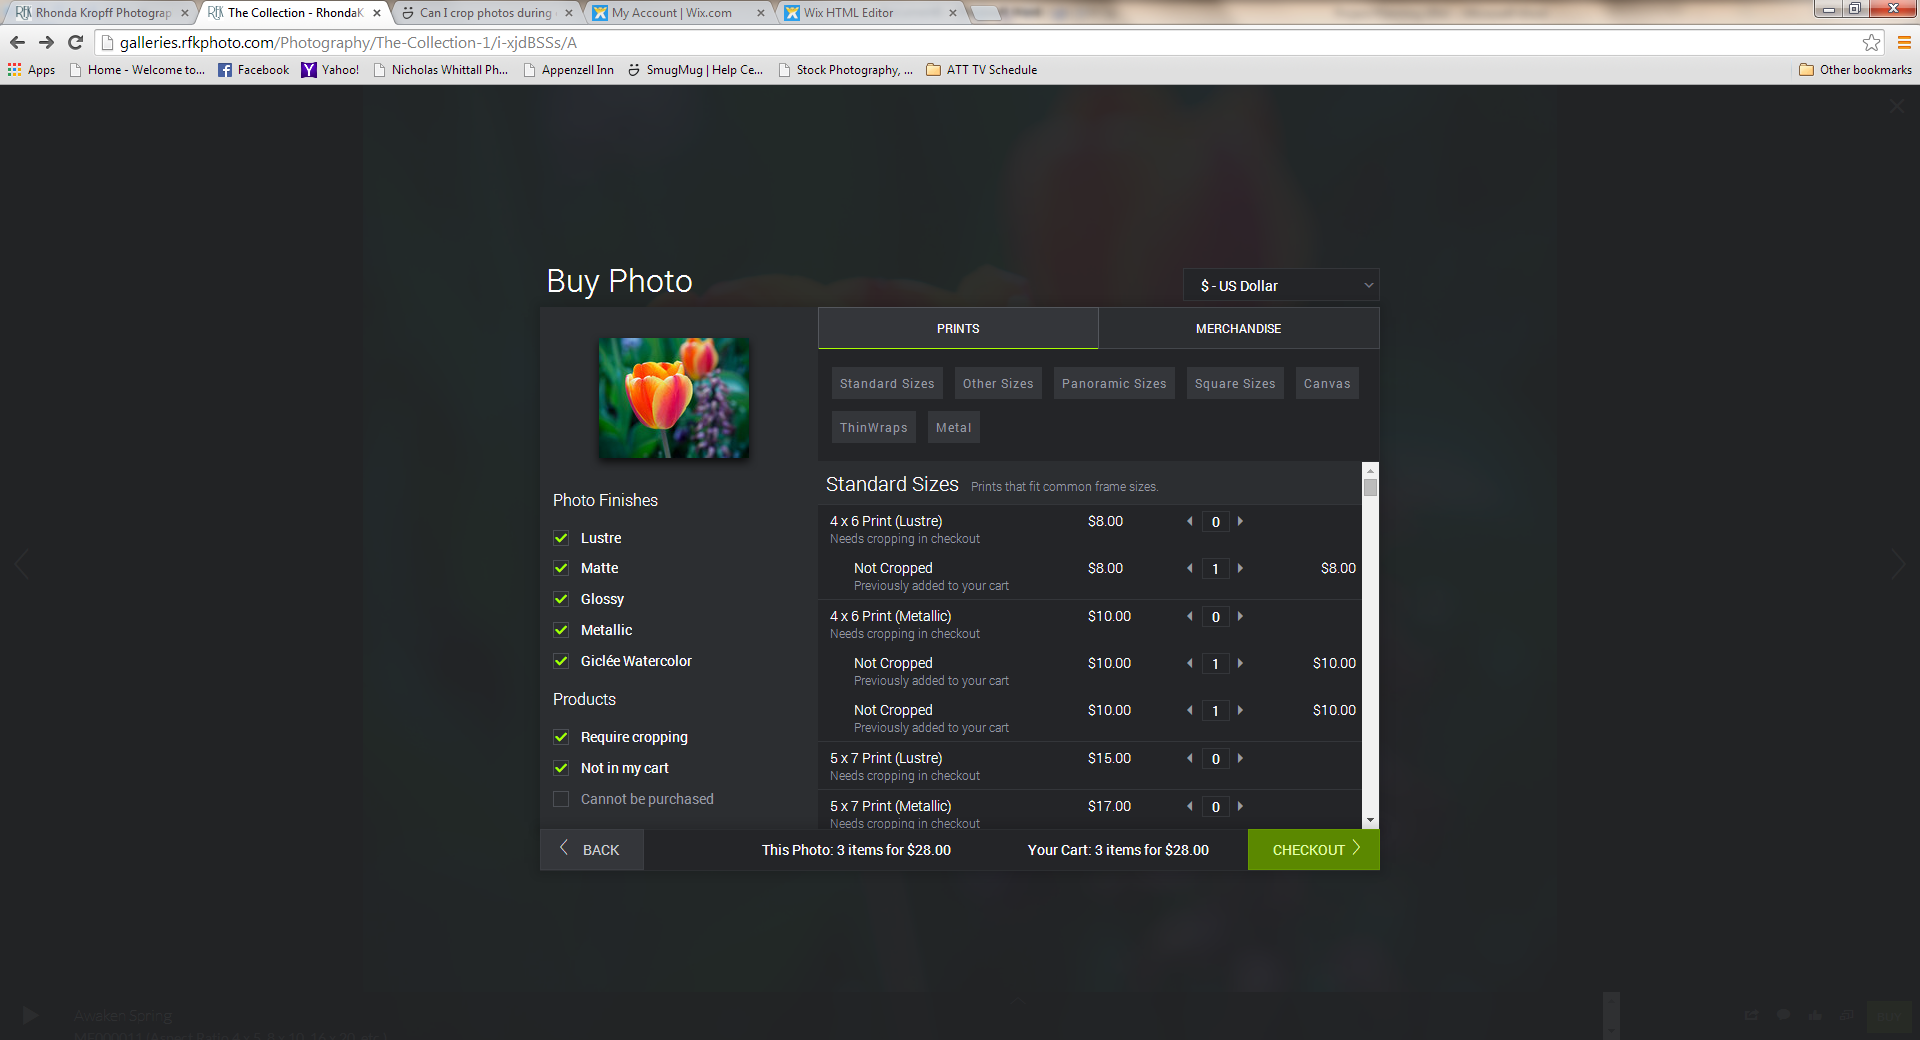 Rhonda Kropff Photograp
The Collection - RhondaK
Can I crop photos during
My Account | Wix.com
Wix HTML Editor
galleries.rfkphoto.com/Photography/The-Collection-1/i-xjdBSSs/A
Apps
Home - Welcome to...
Facebook
Yahoo!
Nicholas Whittall Ph...
Appenzell Inn
SmugMug | Help Ce...
Stock Photography, ...
ATT TV Schedule
Other bookmarks
Buy Photo
$ - US Dollar
PRINTS
MERCHANDISE
Standard Sizes
Other Sizes
Panoramic Sizes
Square Sizes
Canvas
ThinWraps
Metal
Photo Finishes
Lustre
Matte
Glossy
Metallic
Giclée Watercolor
Products
Require cropping
Not in my cart
Cannot be purchased
Standard Sizes Prints that fit common frame sizes.
4 x 6 Print (Lustre) $8.00 0
Needs cropping in checkout
Not Cropped $8.00 1 $8.00
Previously added to your cart
4 x 6 Print (Metallic) $10.00 0
Needs cropping in checkout
Not Cropped $10.00 1 $10.00
Previously added to your cart
Not Cropped $10.00 1 $10.00
Previously added to your cart
5 x 7 Print (Lustre) $15.00 0
Needs cropping in checkout
5 x 7 Print (Metallic) $17.00 0
Needs cropping in checkout
BACK
This Photo: 3 items for $28.00
Your Cart: 3 items for $28.00
CHECKOUT
Awaken Spring